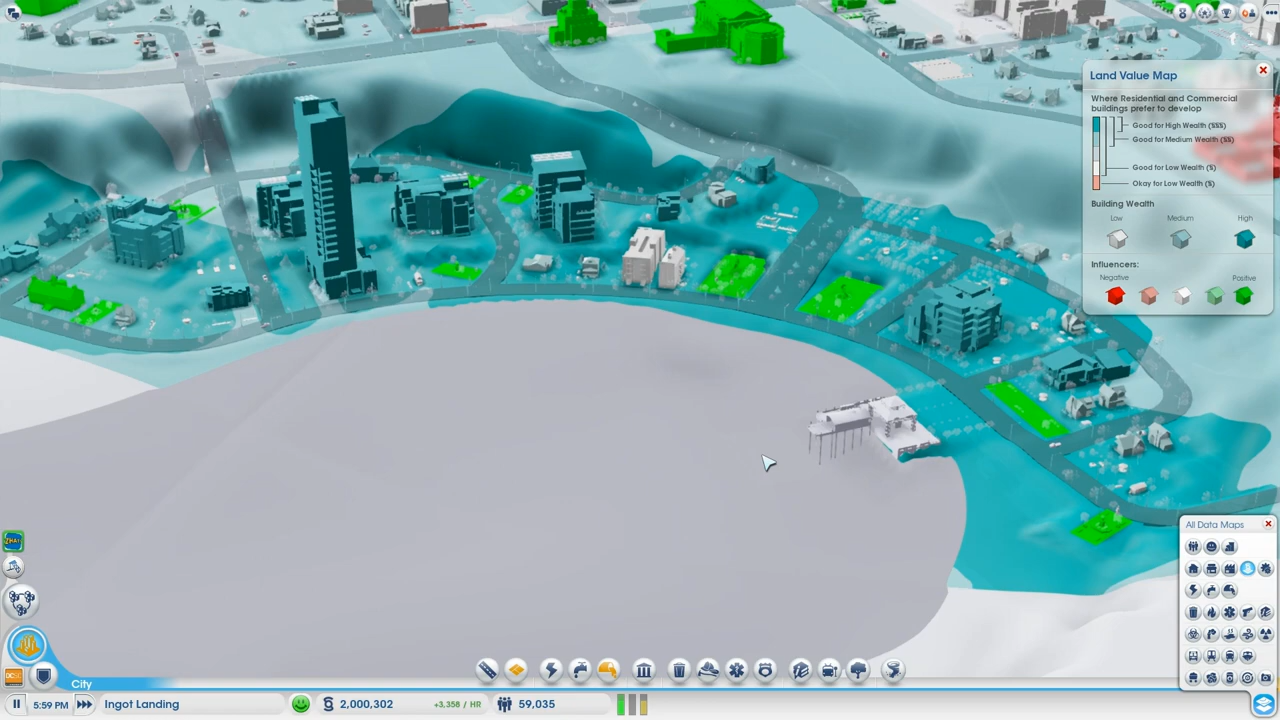 Land Value Map
Where Residential and Commercial
buildings prefer to develop
Good for High Wealth ($$$)
Good for Medium Wealth ($$)
Good for Low Wealth ($)
Okay for Low Wealth ($)
Building Wealth
Low Medium High
Influencers:
Negative Positive
All Data Maps
City
5:59 PM Ingot Landing 2,000,302 +3,358 / HR 59,035